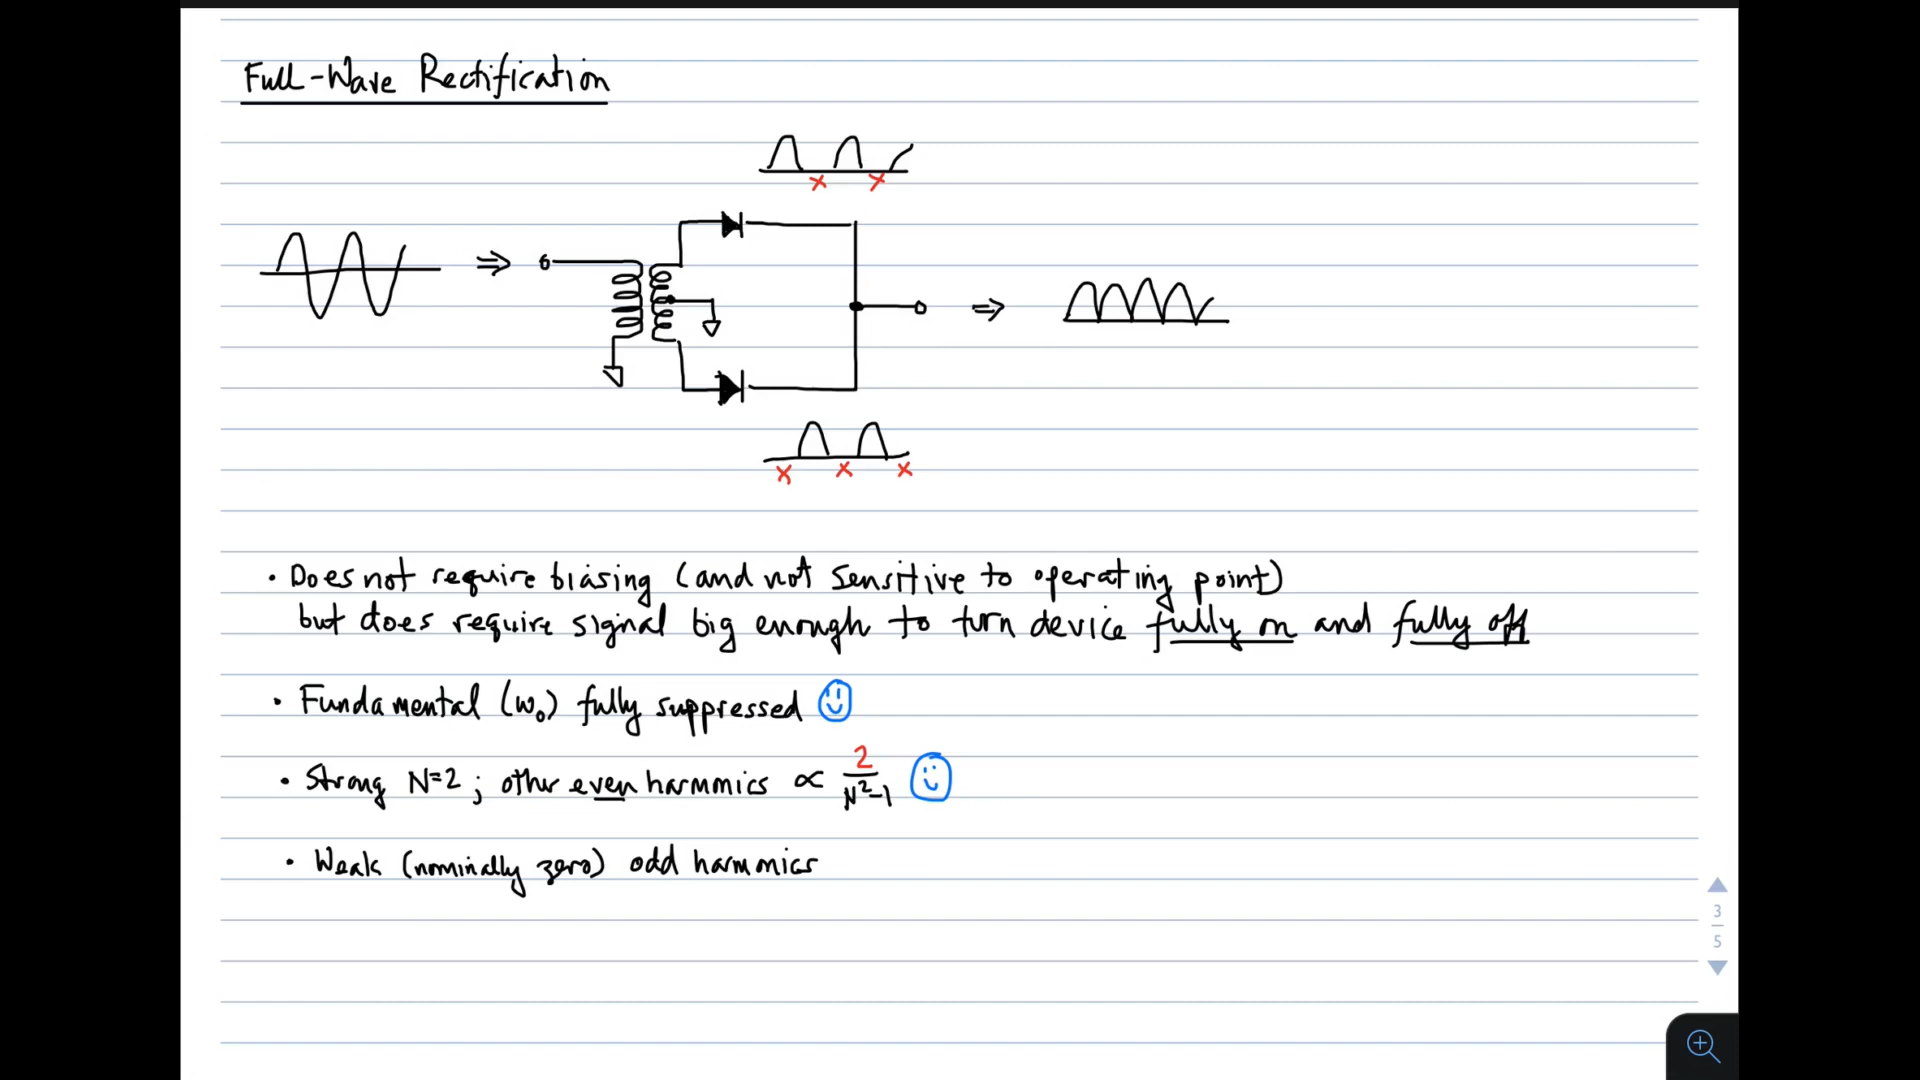 Full-Wave Rectification
x x
x x x
• Does not require biasing (and not sensitive to operating point)
but does require signal big enough to turn device fully on and fully off
• Fundamental (ω₀) fully suppressed
• Strong N=2; other even harmonics ∝ 2/(N²-1)
• Weak (nominally zero) odd harmonics
3
5